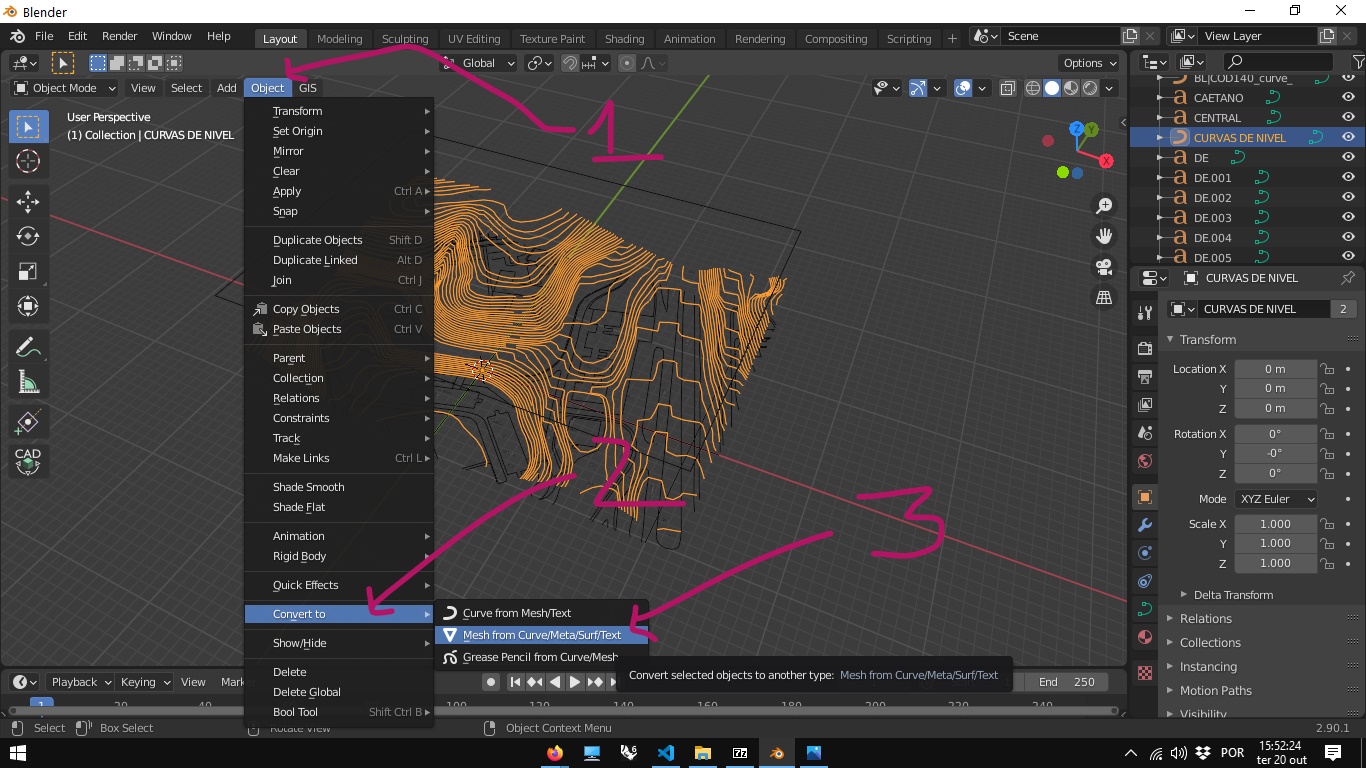 Blender
File Edit Render Window Help
Layout Modeling Sculpting UV Editing Texture Paint Shading Animation Rendering Compositing Scripting +
Scene
View Layer
Global
Options
Object Mode View Select Add Object GIS
User Perspective
(1) Collection | CURVAS DE NIVEL
Transform
Set Origin
Mirror
Clear
Apply Ctrl A
Snap
Duplicate Objects Shift D
Duplicate Linked Alt D
Join Ctrl J
Copy Objects Ctrl C
Paste Objects Ctrl V
Parent
Collection
Relations
Constraints
Track
Make Links Ctrl L
Shade Smooth
Shade Flat
Animation
Rigid Body
Quick Effects
Convert to
Show/Hide
Delete
Delete Global
Bool Tool Shift Ctrl B
Curve from Mesh/Text
Mesh from Curve/Meta/Surf/Text
Grease Pencil from Curve/Mesh
Convert selected objects to another type: Mesh from Curve/Meta/Surf/Text
1
2
3
Z
Y
X
CAD
BL|COD140_curve_
CAETANO
CENTRAL
CURVAS DE NIVEL
DE
DE.001
DE.002
DE.003
DE.004
DE.005
CURVAS DE NIVEL
CURVAS DE NIVEL 2
Transform
Location X 0 m
Y 0 m
Z 0 m
Rotation X 0°
Y -0°
Z 0°
Mode XYZ Euler
Scale X 1.000
Y 1.000
Z 1.000
Delta Transform
Relations
Collections
Instancing
Motion Paths
Visibility
Playback Keying View Mark
End 250
1 20 40 100 120 140 160 180 200 220 240
Select Box Select Rotate View Object Context Menu 2.90.1
POR
15:52:24
ter 20 out